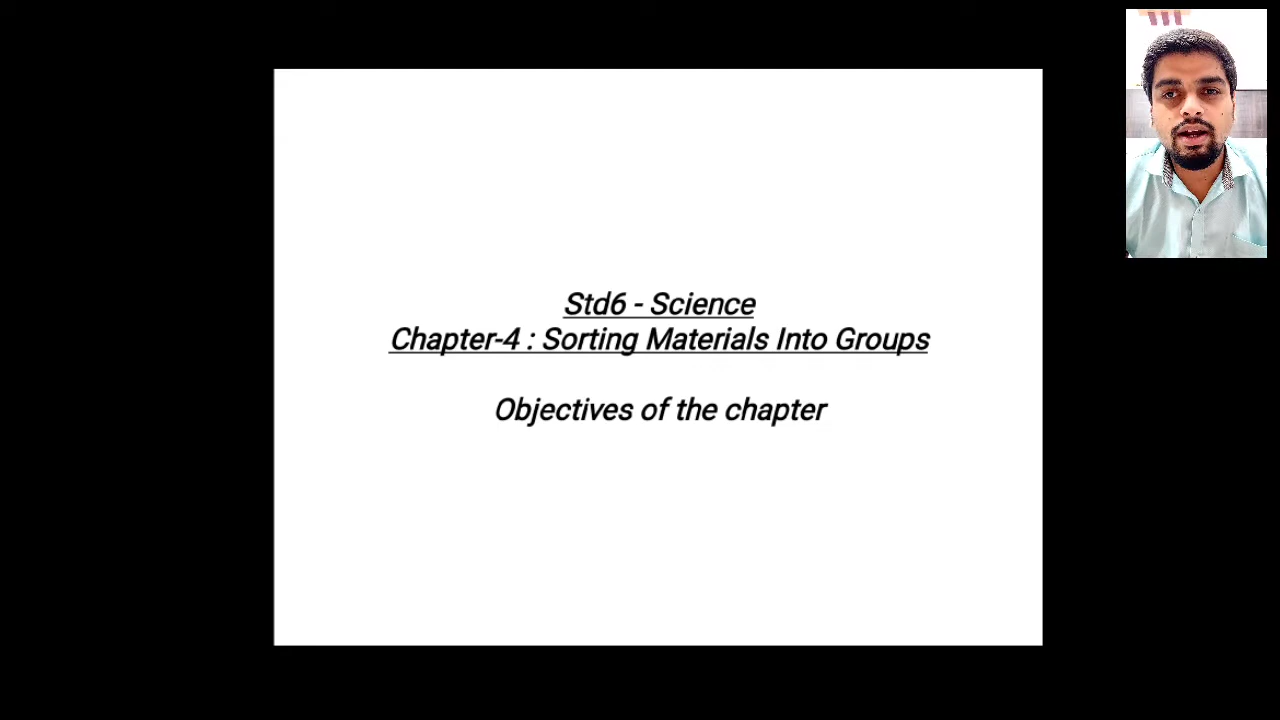 Std6 - Science
Chapter-4 : Sorting Materials Into Groups
Objectives of the chapter